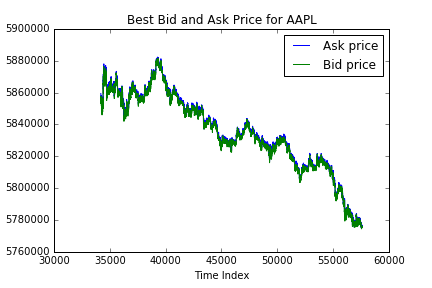 Best Bid and Ask Price for AAPL
5900000
5880000
5860000
5840000
5820000
5800000
5780000
5760000
Ask price
Bid price
30000 35000 40000 45000 50000 55000 60000
Time Index